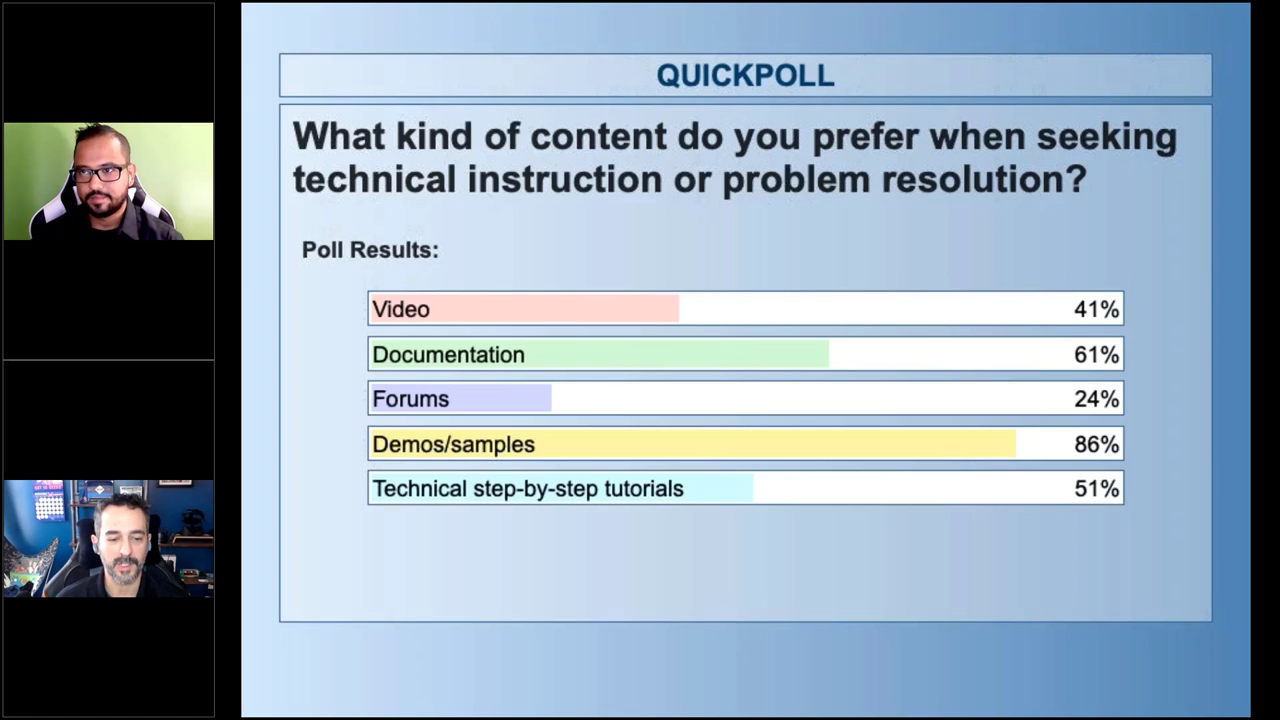 QUICKPOLL
What kind of content do you prefer when seeking
technical instruction or problem resolution?
Poll Results:
Video 41%
Documentation 61%
Forums 24%
Demos/samples 86%
Technical step-by-step tutorials 51%